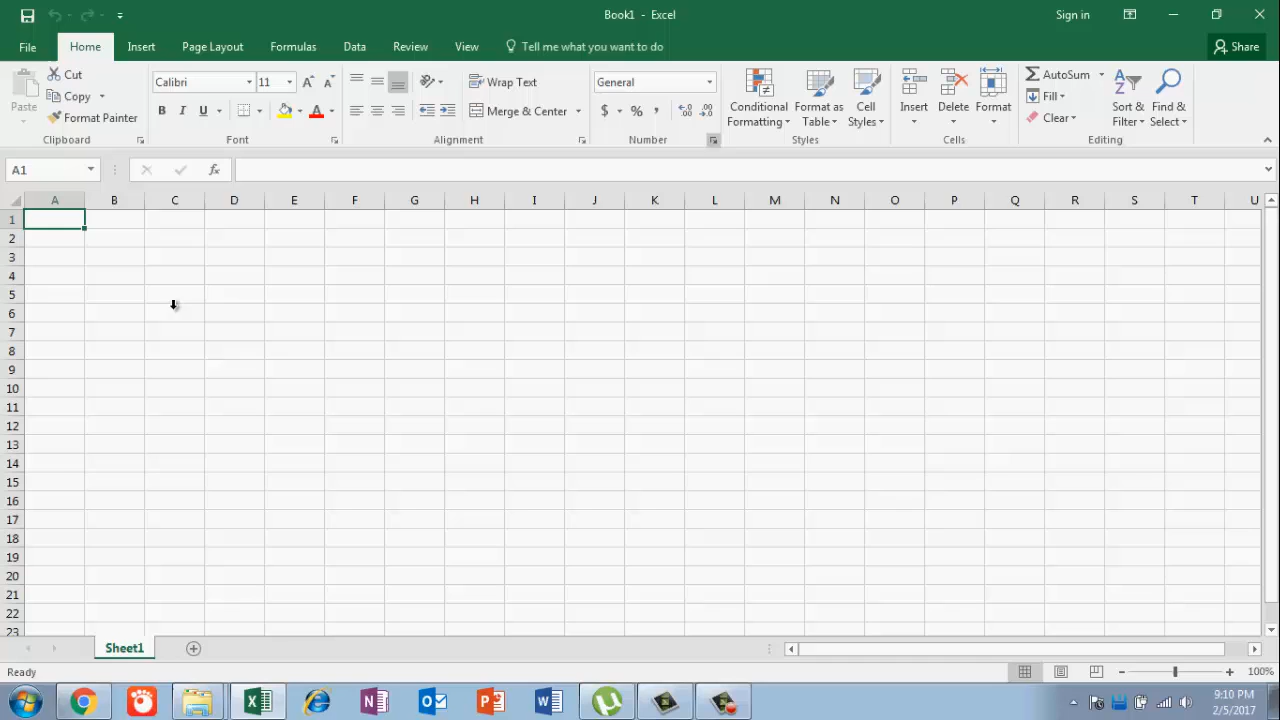 Book1 - Excel
Sign in
File Home Insert Page Layout Formulas Data Review View Tell me what you want to do Share
Paste
Cut
Copy
Format Painter
Clipboard
Calibri 11
B I U
Font
Wrap Text
Merge & Center
Alignment
General
$ % ,
Number
Conditional Formatting
Format as Table
Cell Styles
Styles
Insert
Delete
Format
Cells
AutoSum
Fill
Clear
Sort & Filter
Find & Select
Editing
A1
fx
A B C D E F G H I J K L M N O P Q R S T U
1
2
3
4
5
6
7
8
9
10
11
12
13
14
15
16
17
18
19
20
21
22
23
Sheet1
Ready
100%
9:10 PM
2/5/2017